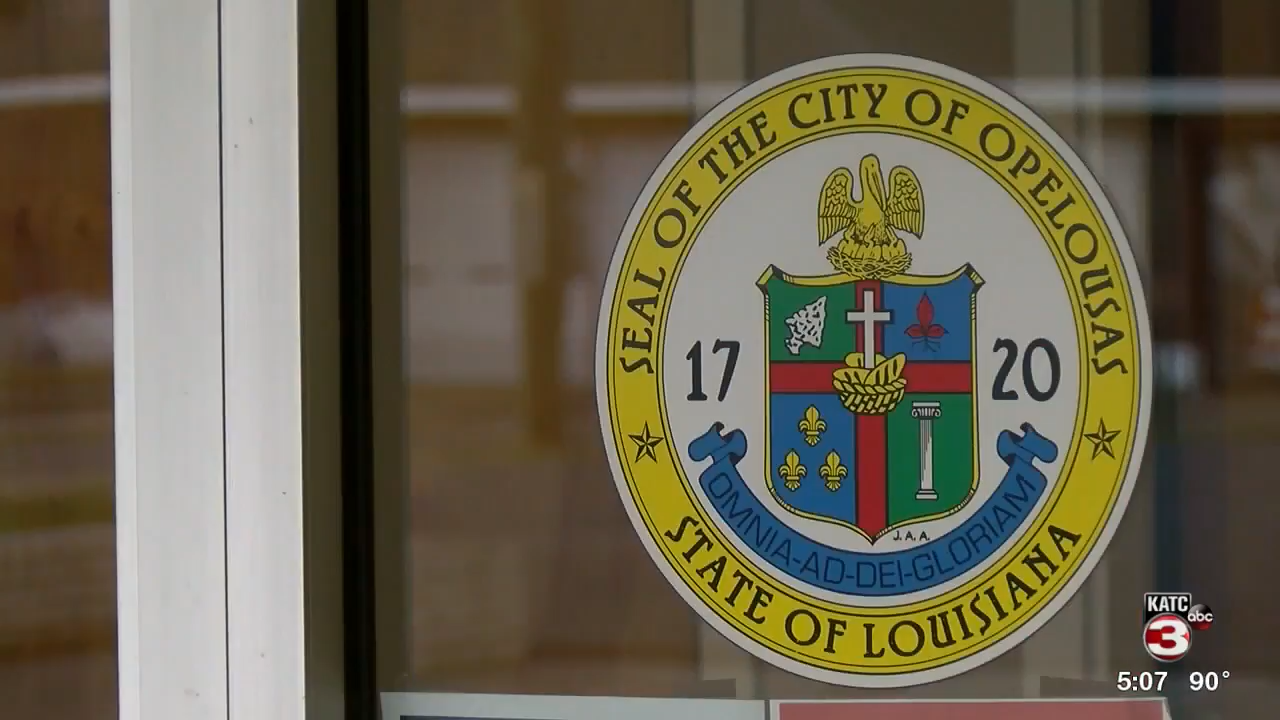 SEAL OF THE CITY OF OPELOUSAS
17 20
J.A.A.
OMNIA-AD-DEI-GLORIAM
STATE OF LOUISIANA
KATC
abc
3
5:07 90°